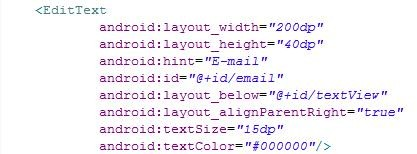 <EditText
android:layout_width="200dp"
android:layout_height="40dp"
android:hint="E-mail"
android:id="@+id/email"
android:layout_below="@+id/textView"
android:layout_alignParentRight="true"
android:textSize="15dp"
android:textColor="#000000"/>